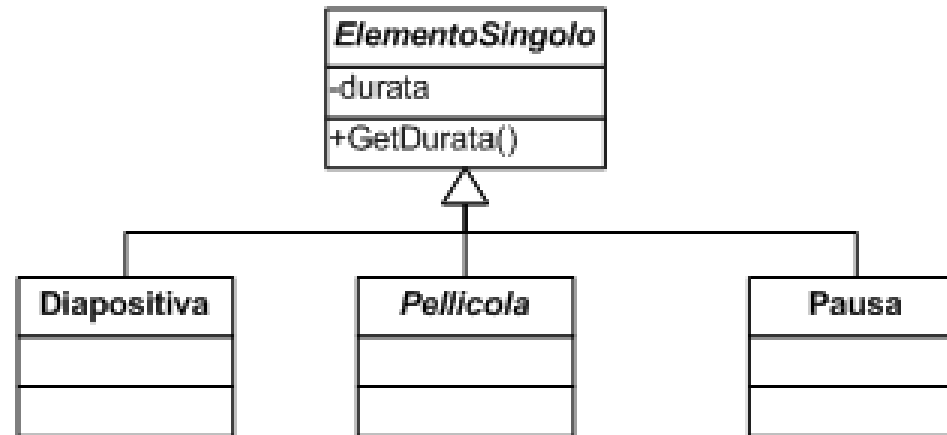 ElementoSingolo
-durata
+GetDurata()
Diapositiva
Pellicola
Pausa